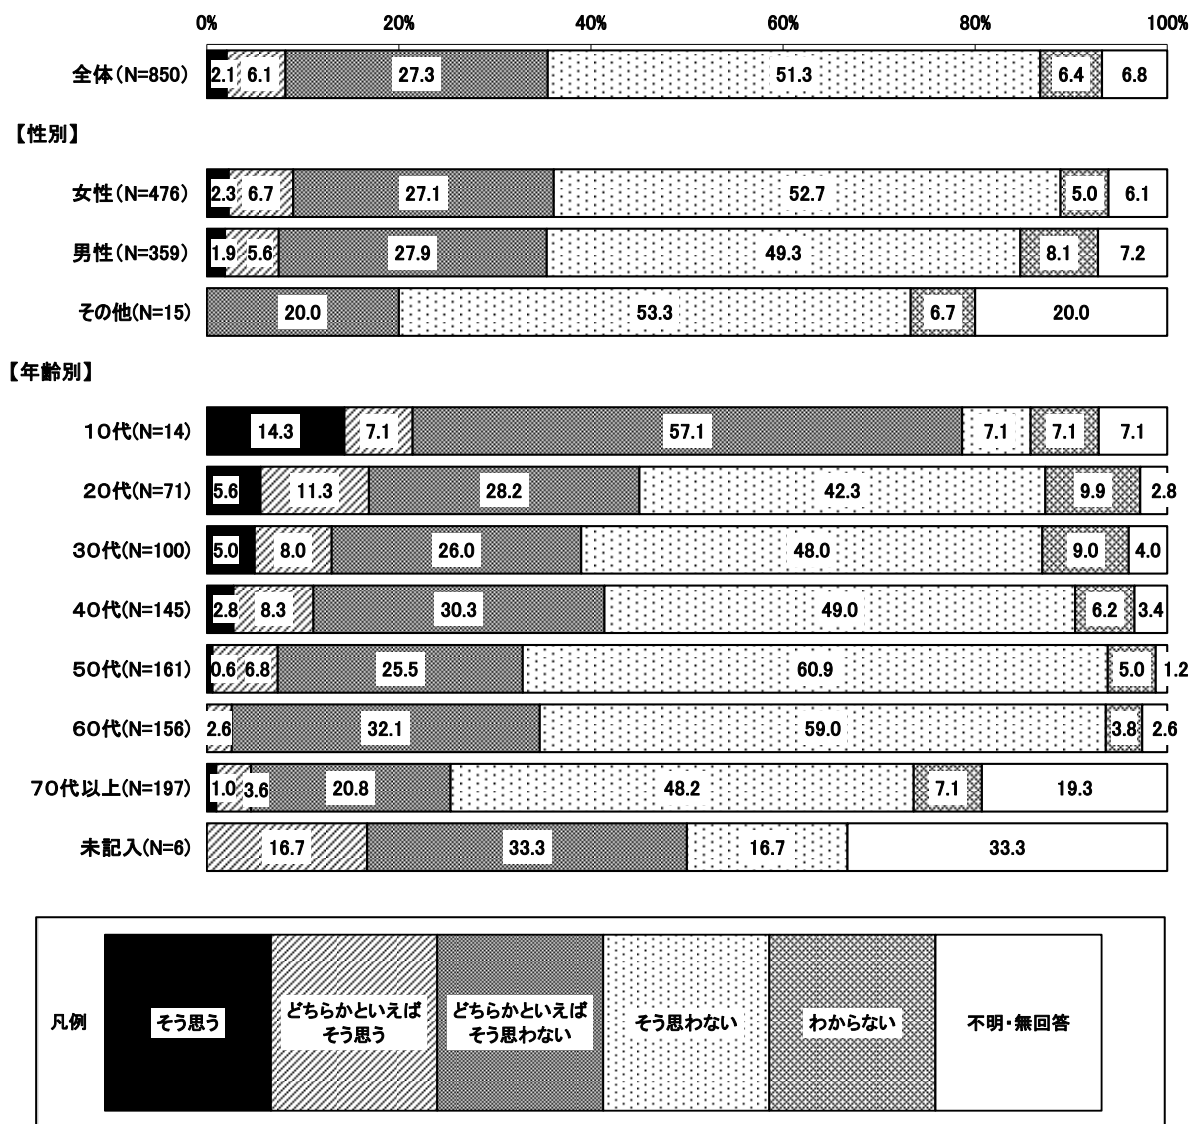 0% 20% 40% 60% 80% 100%
全体(N=850) 2.1 6.1 27.3 51.3 6.4 6.8
【性別】
女性(N=476) 2.3 6.7 27.1 52.7 5.0 6.1
男性(N=359) 1.9 5.6 27.9 49.3 8.1 7.2
その他(N=15) 20.0 53.3 6.7 20.0
【年齢別】
10代(N=14) 14.3 7.1 57.1 7.1 7.1 7.1
20代(N=71) 5.6 11.3 28.2 42.3 9.9 2.8
30代(N=100) 5.0 8.0 26.0 48.0 9.0 4.0
40代(N=145) 2.8 8.3 30.3 49.0 6.2 3.4
50代(N=161) 0.6 6.8 25.5 60.9 5.0 1.2
60代(N=156) 2.6 32.1 59.0 3.8 2.6
70代以上(N=197) 1.0 3.6 20.8 48.2 7.1 19.3
未記入(N=6) 16.7 33.3 16.7 33.3
凡例
そう思う
どちらかといえば
そう思う
どちらかといえば
そう思わない
そう思わない
わからない
不明・無回答